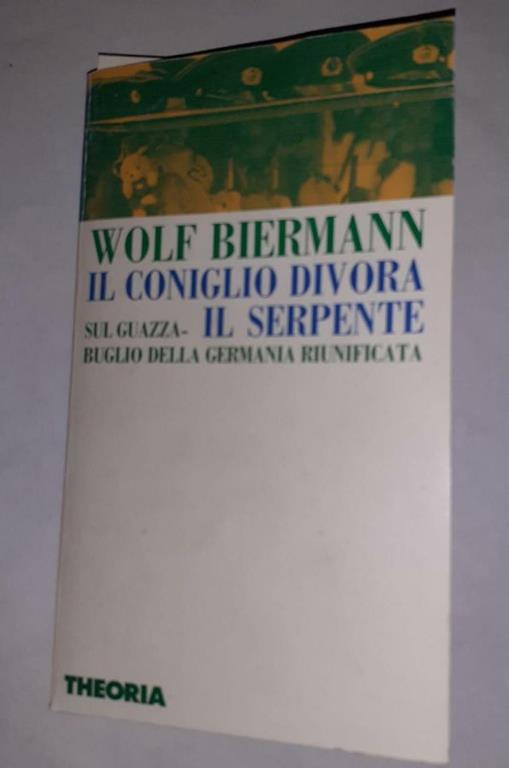 WOLF BIERMANN
IL CONIGLIO DIVORA
SUL GUAZZA- IL SERPENTE
BUGLIO DELLA GERMANIA RIUNIFICATA
THEORIA